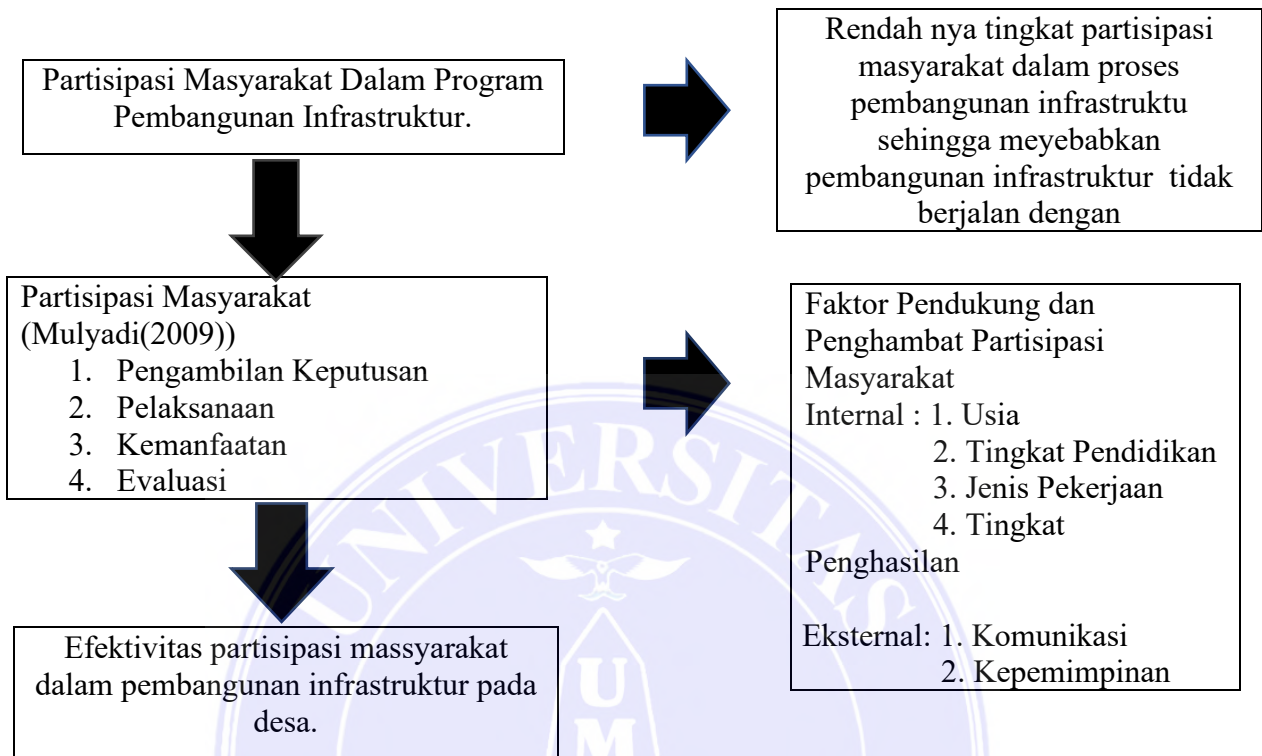 Partisipasi Masyarakat Dalam Program
Pembangunan Infrastruktur.
Rendah nya tingkat partisipasi
masyarakat dalam proses
pembangunan infrastruktu
sehingga meyebabkan
pembangunan infrastruktur tidak
berjalan dengan
Partisipasi Masyarakat
(Mulyadi(2009))
1. Pengambilan Keputusan
2. Pelaksanaan
3. Kemanfaatan
4. Evaluasi
Faktor Pendukung dan
Penghambat Partisipasi
Masyarakat
Internal : 1. Usia
2. Tingkat Pendidikan
3. Jenis Pekerjaan
4. Tingkat
Penghasilan
Eksternal: 1. Komunikasi
2. Kepemimpinan
Efektivitas partisipasi massyarakat
dalam pembangunan infrastruktur pada
desa.
UNIVERSITAS
U
M